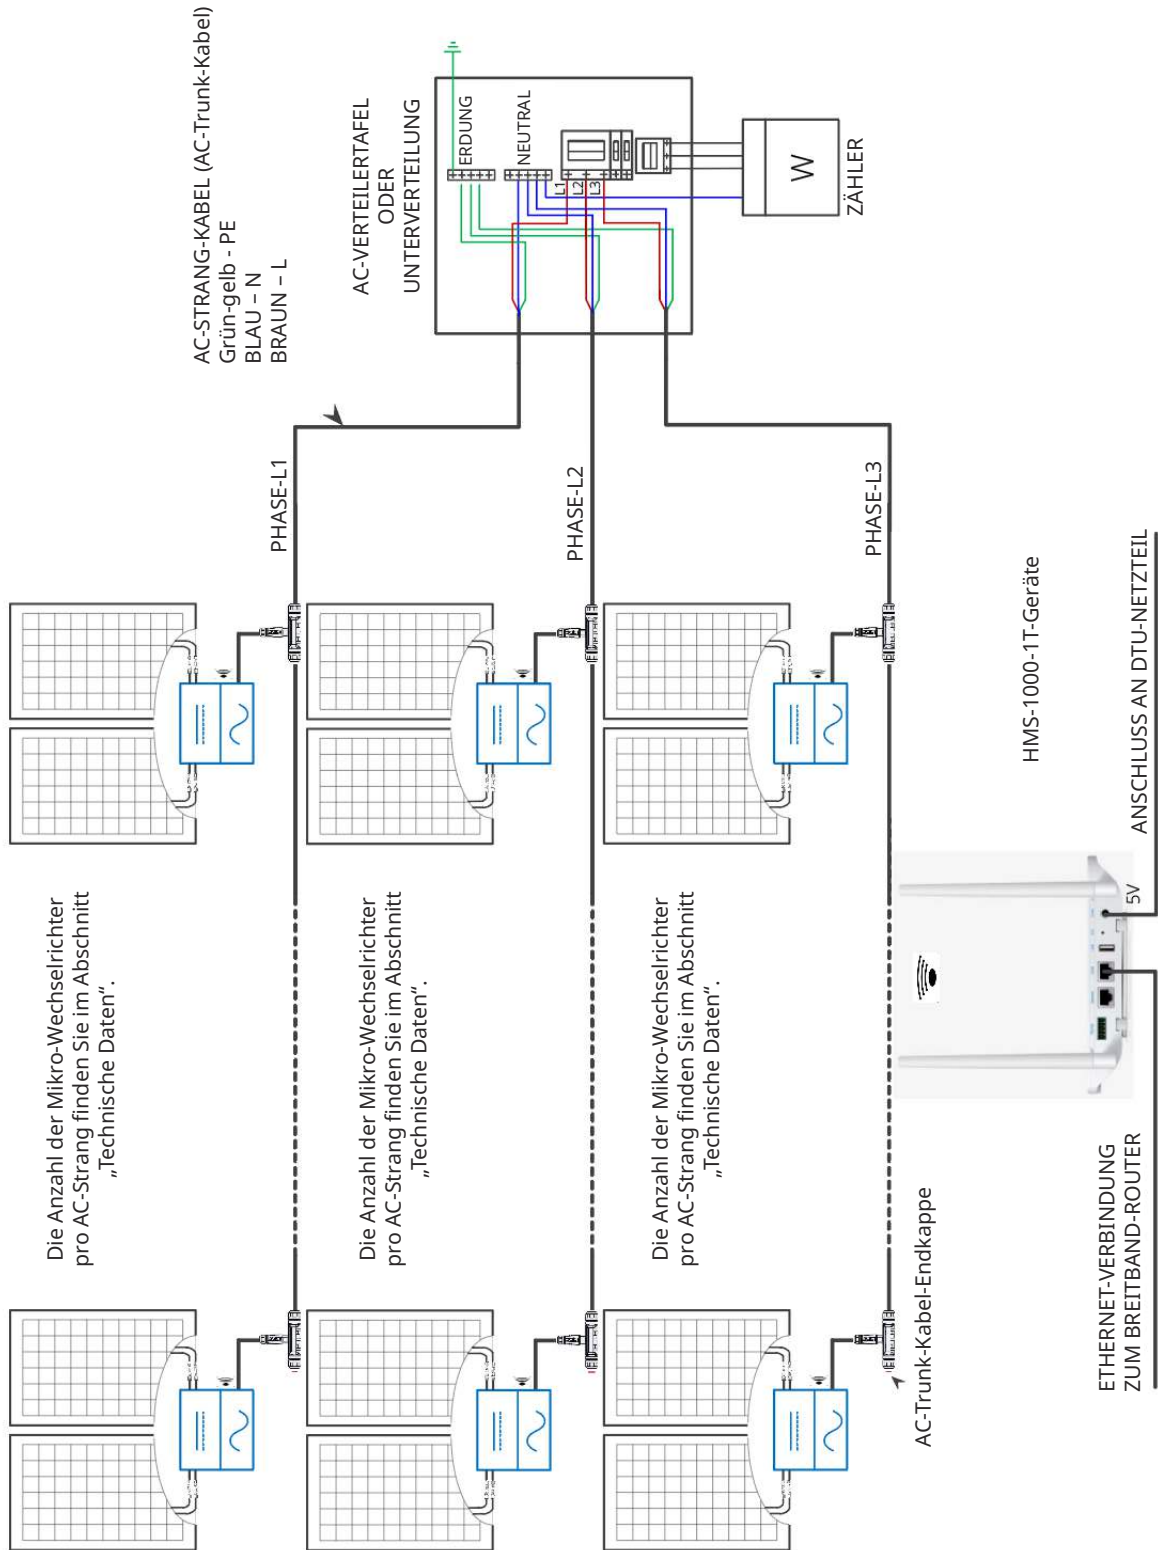 AC-STRANG-KABEL (AC-Trunk-Kabel)
Grün-gelb - PE
BLAU – N
BRAUN – L
AC-VERTEILERTAFEL
ODER
UNTERVERTEILUNG
ERDUNG
NEUTRAL
L1
L2
L3
W
ZÄHLER
PHASE-L1
PHASE-L2
PHASE-L3
Die Anzahl der Mikro-Wechselrichter
pro AC-Strang finden Sie im Abschnitt
„Technische Daten“.
Die Anzahl der Mikro-Wechselrichter
pro AC-Strang finden Sie im Abschnitt
„Technische Daten“.
Die Anzahl der Mikro-Wechselrichter
pro AC-Strang finden Sie im Abschnitt
„Technische Daten“.
HMS-1000-1T-Geräte
ANSCHLUSS AN DTU-NETZTEIL
5V
AC-Trunk-Kabel-Endkappe
ETHERNET-VERBINDUNG
ZUM BREITBAND-ROUTER